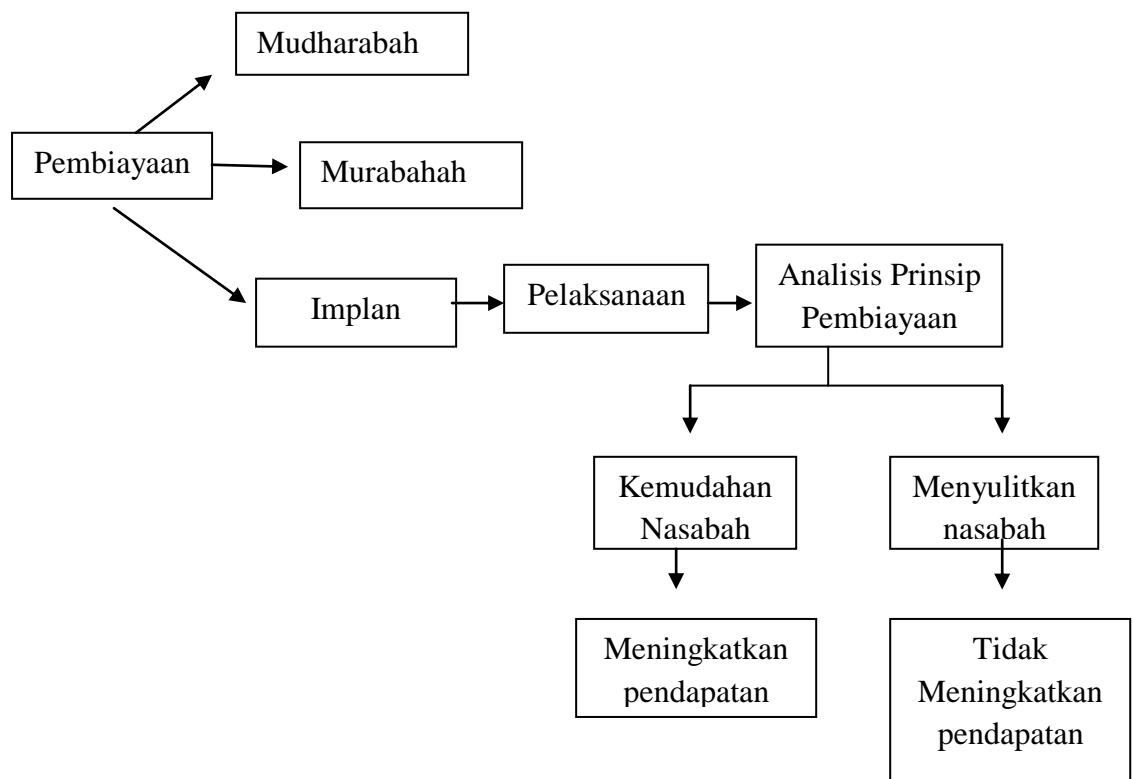 Mudharabah
Pembiayaan
Murabahah
Implan
Pelaksanaan
Analisis Prinsip
Pembiayaan
Kemudahan
Nasabah
Menyulitkan
nasabah
Meningkatkan
pendapatan
Tidak
Meningkatkan
pendapatan